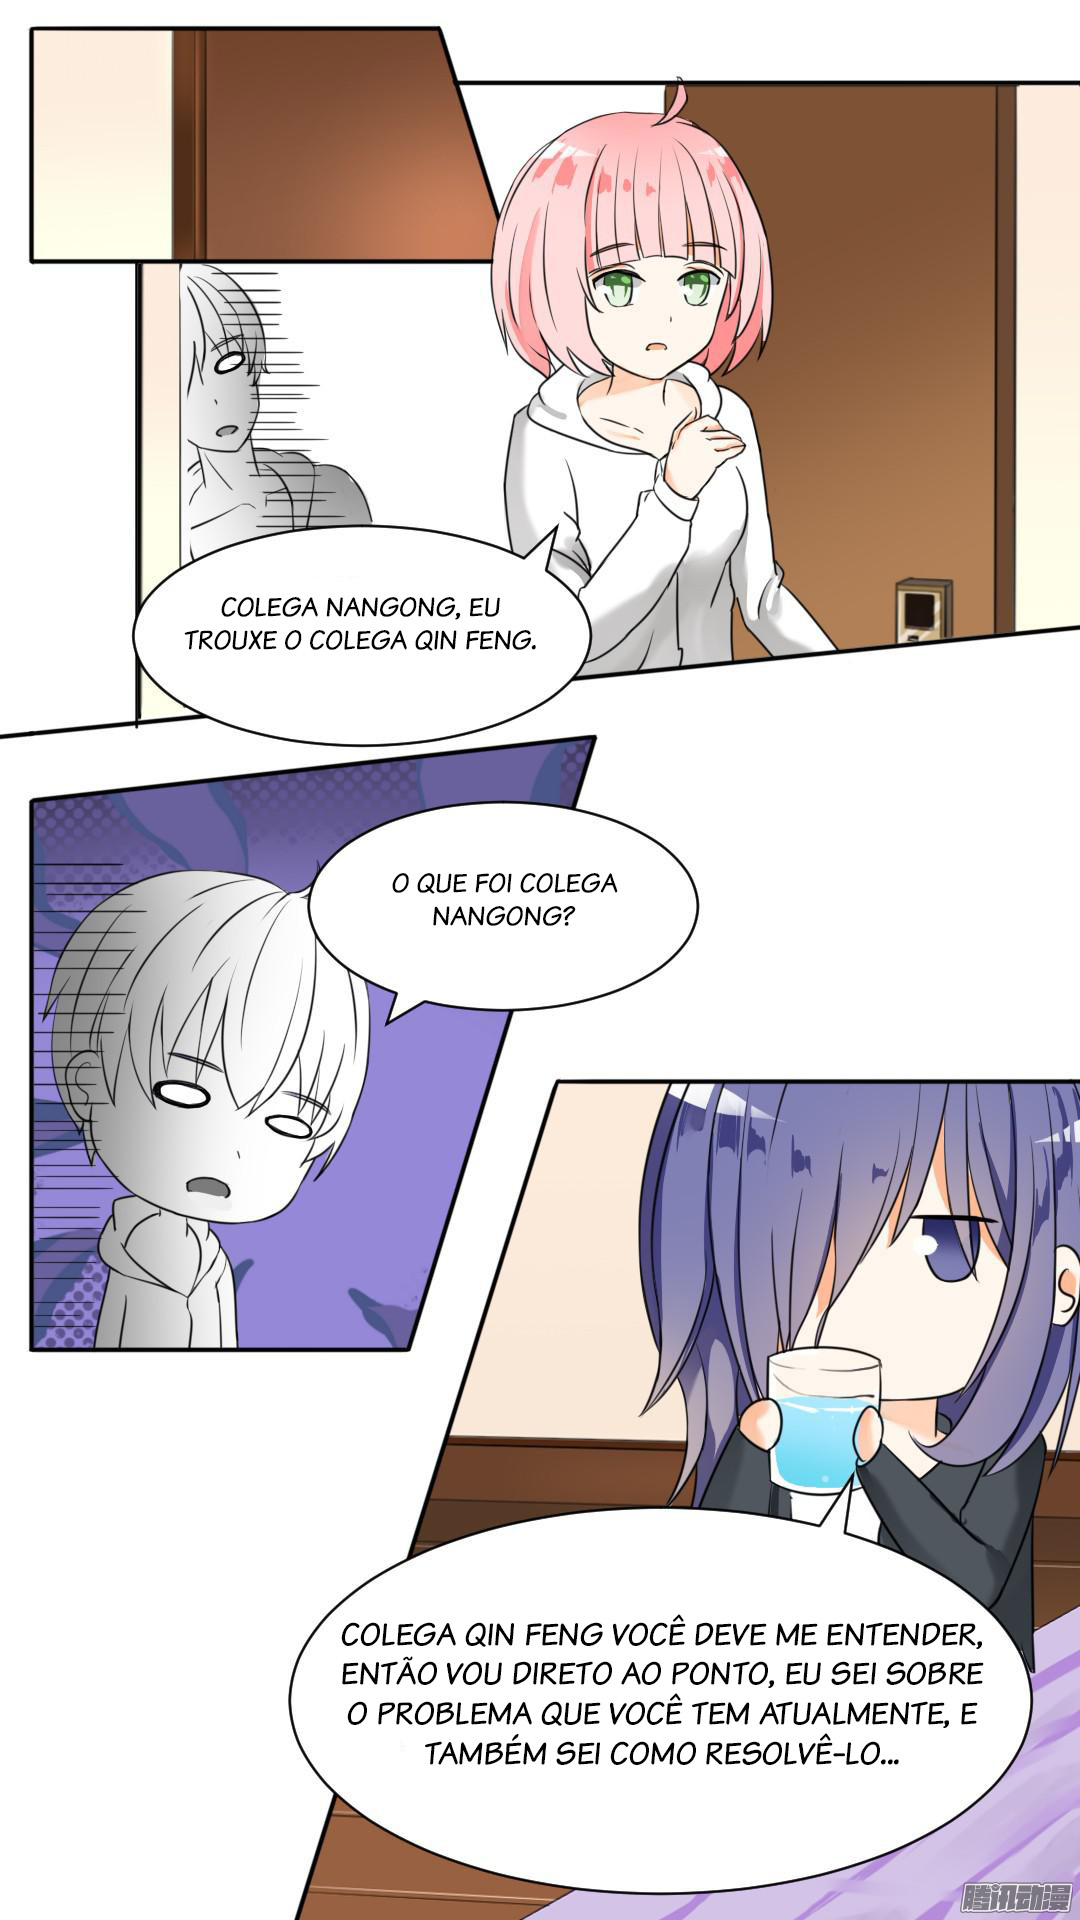 COLEGA NANGONG, EU
TROUXE O COLEGA QIN FENG.
O QUE FOI COLEGA
NANGONG?
COLEGA QIN FENG VOCÊ DEVE ME ENTENDER,
ENTÃO VOU DIRETO AO PONTO, EU SEI SOBRE
O PROBLEMA QUE VOCÊ TEM ATUALMENTE, E
TAMBÉM SEI COMO RESOLVÊ-LO...
腾讯动漫